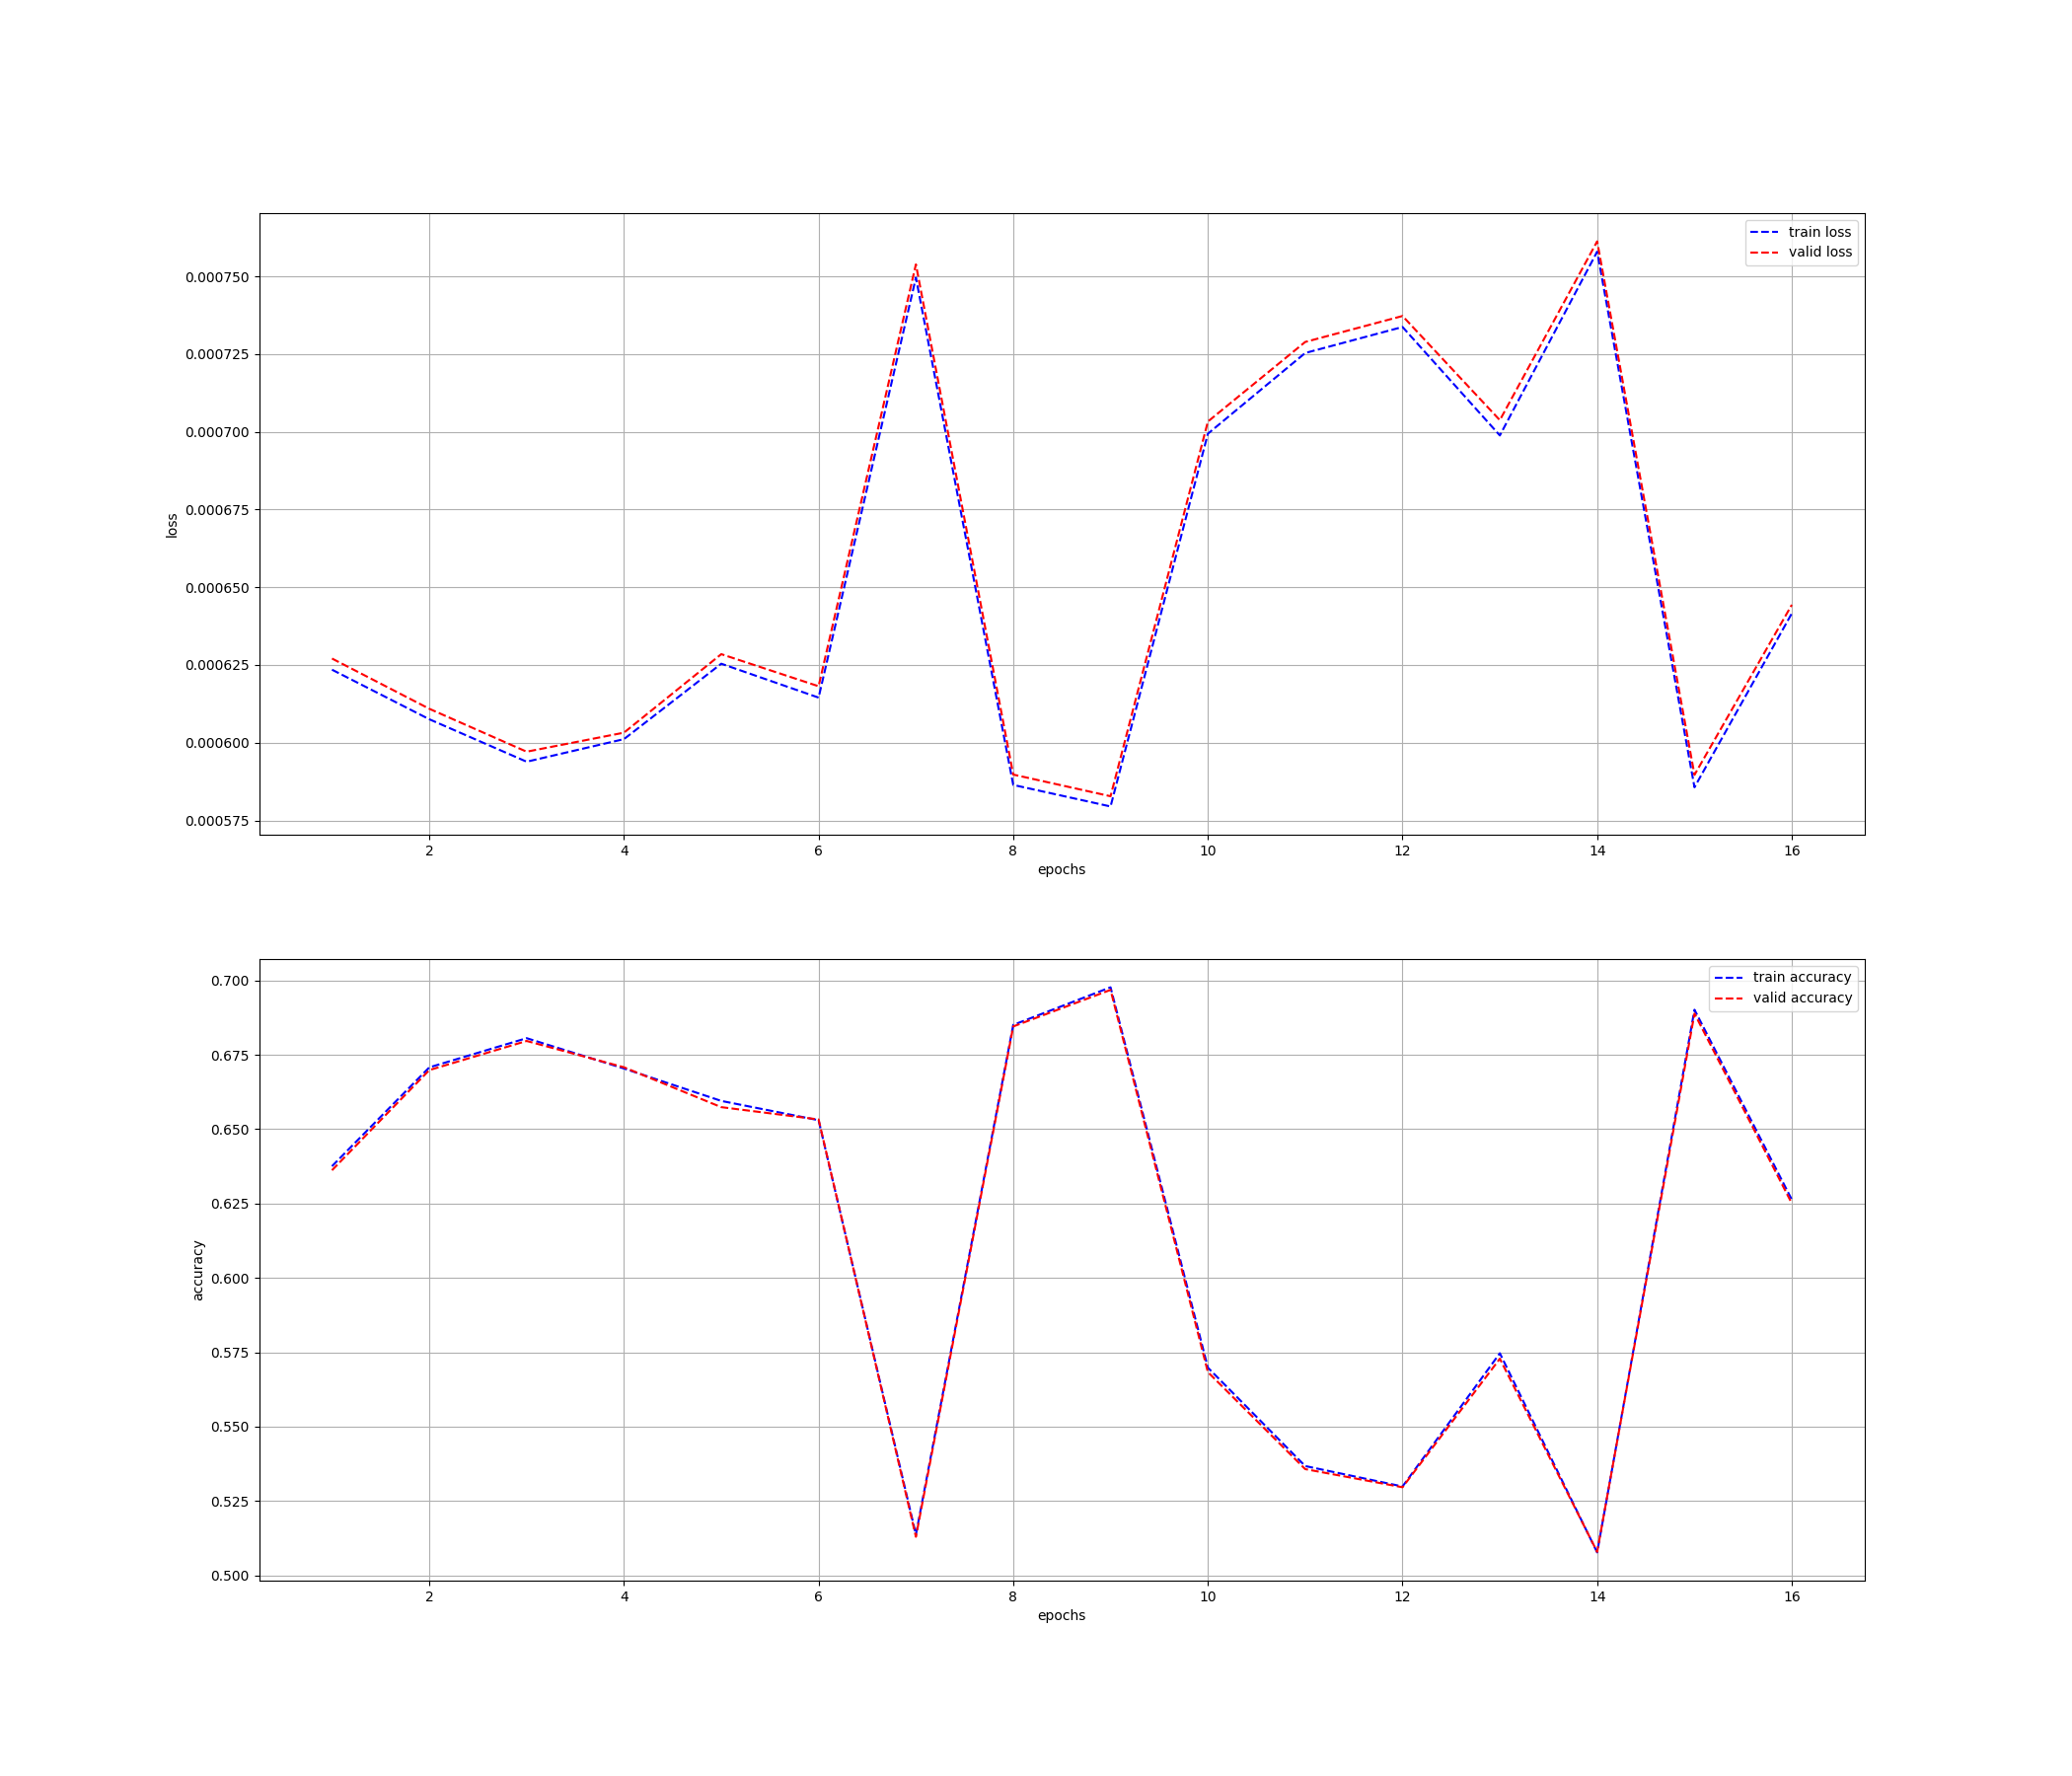 train loss
valid loss
0.000750
0.000725
0.000700
0.000675
0.000650
0.000625
0.000600
0.000575
loss
2 4 6 8 10 12 14 16
epochs
train accuracy
valid accuracy
0.700
0.675
0.650
0.625
0.600
0.575
0.550
0.525
0.500
accuracy
2 4 6 8 10 12 14 16
epochs